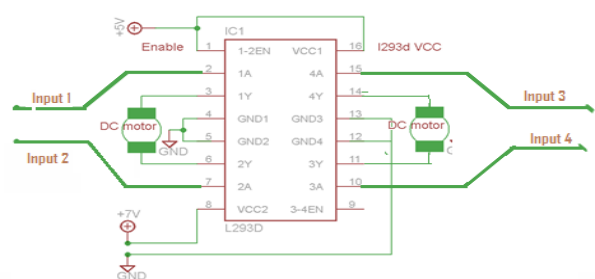 +5V
IC1
Enable
1 1-2EN VCC1 16 I293d VCC
Input 1 2 1A 4A 15 Input 3
3 1Y 4Y 14
4 GND1 GND3 13
DC motor DC motor
5 GND2 GND4 12
GND
Input 2 6 2Y 3Y 11 Input 4
7 2A 3A 10
8 VCC2 3-4EN 9
+7V
L293D
GND